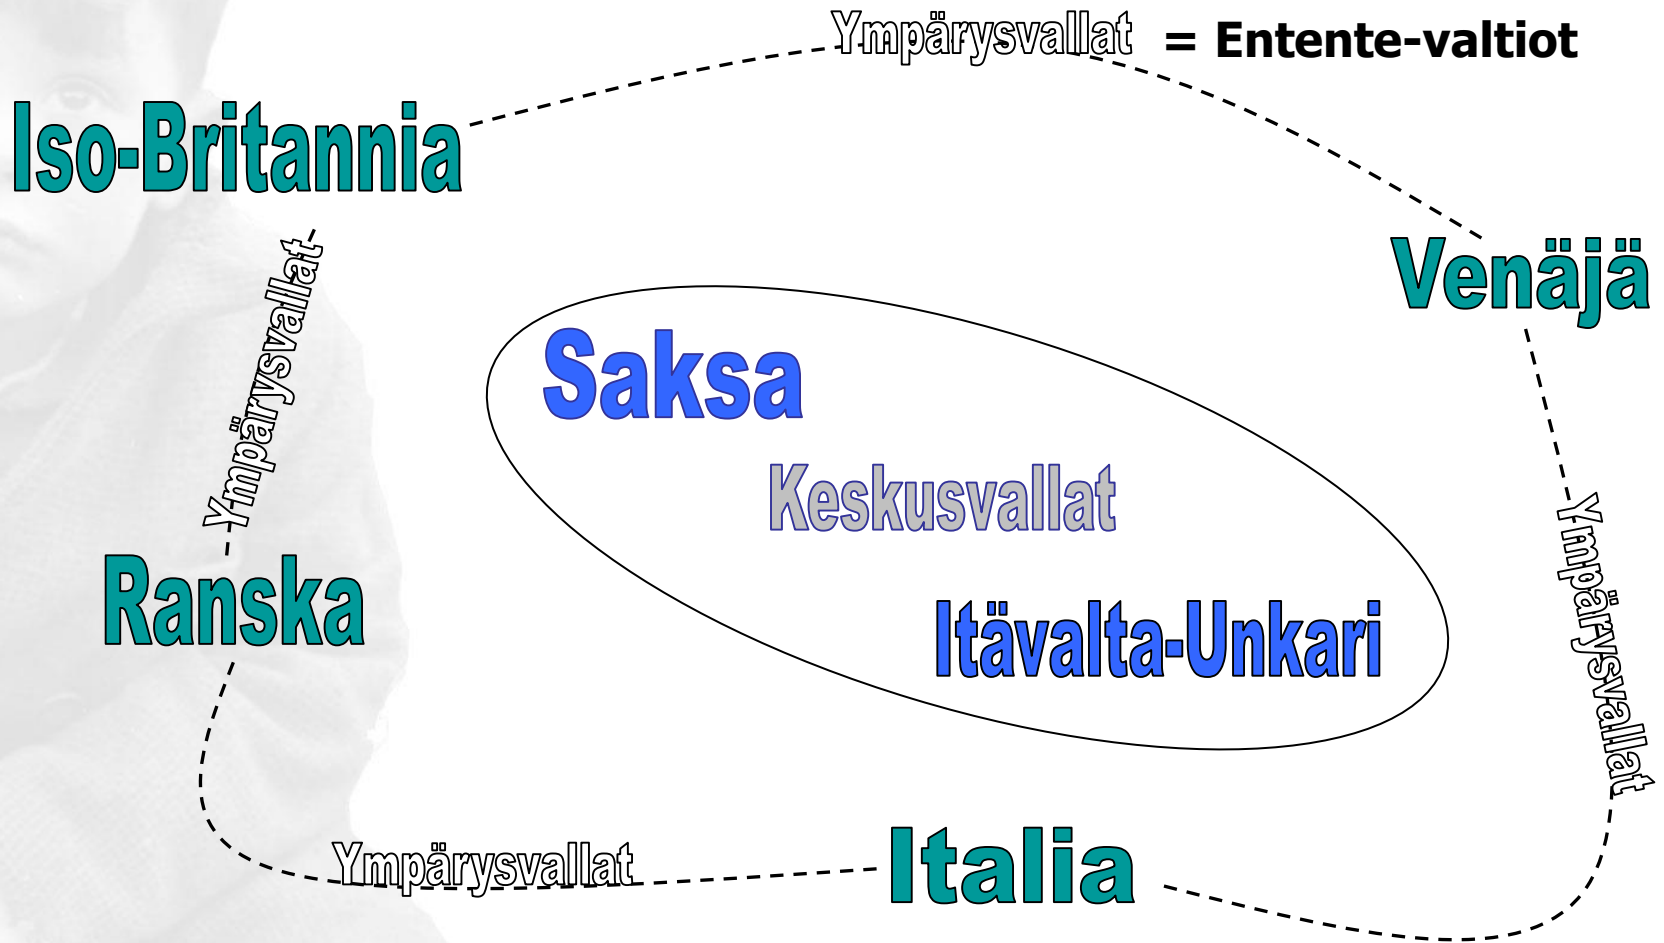 Ympärysvallat = Entente-valtiot
Iso-Britannia
Venäjä
Ympärysvallat
Saksa
Keskusvallat
Ympärysvallat
Ranska
Itävalta-Unkari
Ympärysvallat
Italia